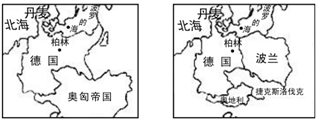 丹麦
北海
波罗的海
柏林
德国
奥匈帝国
丹麦
北海
波罗的海
柏林
德国
波兰
捷克斯洛伐克
奥地利